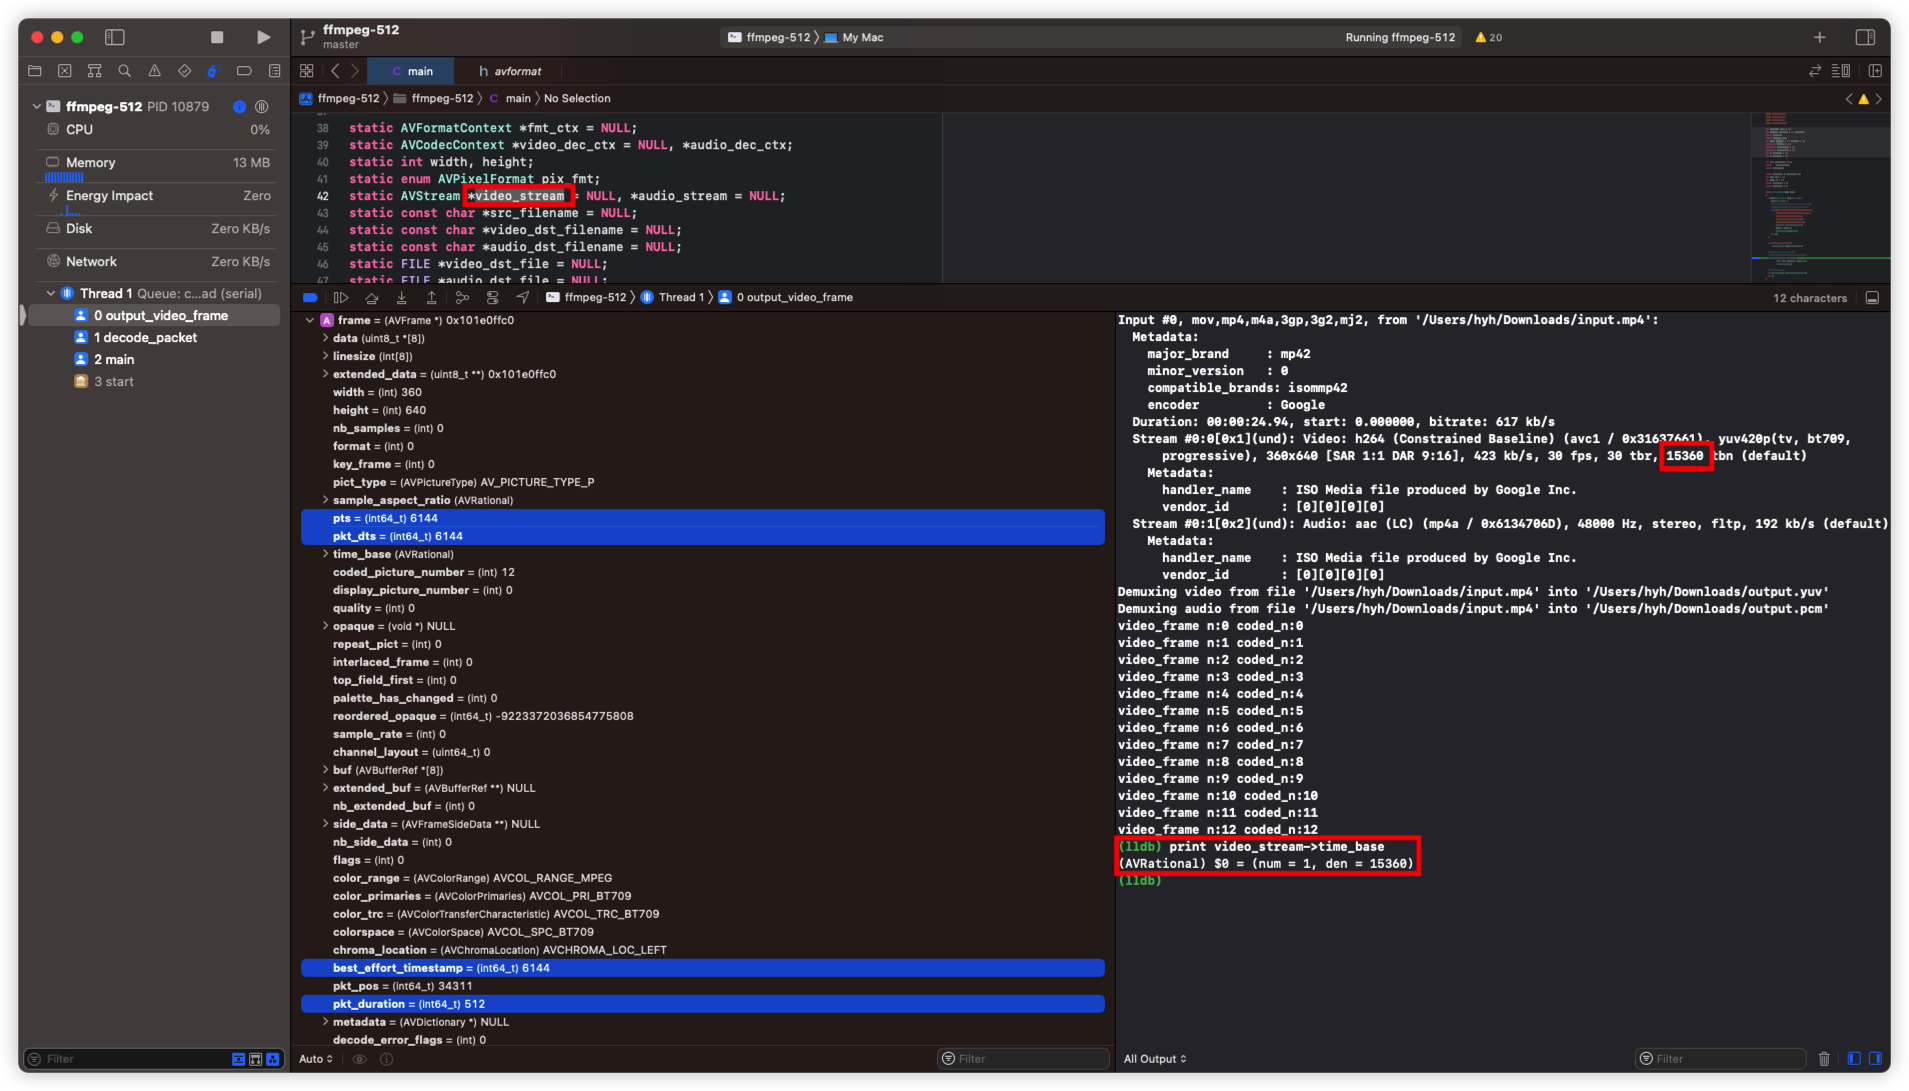 ffmpeg-512
master
ffmpeg-512 My Mac
Running ffmpeg-512
20
main
avformat
ffmpeg-512 ffmpeg-512 C main No Selection
ffmpeg-512 PID 10879
CPU 0%
Memory 13 MB
Energy Impact Zero
Disk Zero KB/s
Network Zero KB/s
Thread 1 Queue: c...ad (serial)
0 output_video_frame
1 decode_packet
2 main
3 start
38 static AVFormatContext *fmt_ctx = NULL;
39 static AVCodecContext *video_dec_ctx = NULL, *audio_dec_ctx;
40 static int width, height;
41 static enum AVPixelFormat pix_fmt;
42 static AVStream *video_stream = NULL, *audio_stream = NULL;
43 static const char *src_filename = NULL;
44 static const char *video_dst_filename = NULL;
45 static const char *audio_dst_filename = NULL;
46 static FILE *video_dst_file = NULL;
47 static FILE *audio_dst_file = NULL;
ffmpeg-512 Thread 1 0 output_video_frame
12 characters
A frame = (AVFrame *) 0x101e0ffc0
data (uint8_t *[8])
linesize (int[8])
extended_data = (uint8_t **) 0x101e0ffc0
width = (int) 360
height = (int) 640
nb_samples = (int) 0
format = (int) 0
key_frame = (int) 0
pict_type = (AVPictureType) AV_PICTURE_TYPE_P
sample_aspect_ratio (AVRational)
pts = (int64_t) 6144
pkt_dts = (int64_t) 6144
time_base (AVRational)
coded_picture_number = (int) 12
display_picture_number = (int) 0
quality = (int) 0
opaque = (void *) NULL
repeat_pict = (int) 0
interlaced_frame = (int) 0
top_field_first = (int) 0
palette_has_changed = (int) 0
reordered_opaque = (int64_t) -9223372036854775808
sample_rate = (int) 0
channel_layout = (uint64_t) 0
buf (AVBufferRef *[8])
extended_buf = (AVBufferRef **) NULL
nb_extended_buf = (int) 0
side_data = (AVFrameSideData **) NULL
nb_side_data = (int) 0
flags = (int) 0
color_range = (AVColorRange) AVCOL_RANGE_MPEG
color_primaries = (AVColorPrimaries) AVCOL_PRI_BT709
color_trc = (AVColorTransferCharacteristic) AVCOL_TRC_BT709
colorspace = (AVColorSpace) AVCOL_SPC_BT709
chroma_location = (AVChromaLocation) AVCHROMA_LOC_LEFT
best_effort_timestamp = (int64_t) 6144
pkt_pos = (int64_t) 34311
pkt_duration = (int64_t) 512
metadata = (AVDictionary *) NULL
decode_error_flags = (int) 0
Input #0, mov,mp4,m4a,3gp,3g2,mj2, from '/Users/hyh/Downloads/input.mp4':
Metadata:
major_brand : mp42
minor_version : 0
compatible_brands: isommp42
encoder : Google
Duration: 00:00:24.94, start: 0.000000, bitrate: 617 kb/s
Stream #0:0[0x1](und): Video: h264 (Constrained Baseline) (avc1 / 0x31637661), yuv420p(tv, bt709,
progressive), 360x640 [SAR 1:1 DAR 9:16], 423 kb/s, 30 fps, 30 tbr, 15360 tbn (default)
Metadata:
handler_name : ISO Media file produced by Google Inc.
vendor_id : [0][0][0][0]
Stream #0:1[0x2](und): Audio: aac (LC) (mp4a / 0x6134706D), 48000 Hz, stereo, fltp, 192 kb/s (default)
Metadata:
handler_name : ISO Media file produced by Google Inc.
vendor_id : [0][0][0][0]
Demuxing video from file '/Users/hyh/Downloads/input.mp4' into '/Users/hyh/Downloads/output.yuv'
Demuxing audio from file '/Users/hyh/Downloads/input.mp4' into '/Users/hyh/Downloads/output.pcm'
video_frame n:0 coded_n:0
video_frame n:1 coded_n:1
video_frame n:2 coded_n:2
video_frame n:3 coded_n:3
video_frame n:4 coded_n:4
video_frame n:5 coded_n:5
video_frame n:6 coded_n:6
video_frame n:7 coded_n:7
video_frame n:8 coded_n:8
video_frame n:9 coded_n:9
video_frame n:10 coded_n:10
video_frame n:11 coded_n:11
video_frame n:12 coded_n:12
(lldb) print video_stream->time_base
(AVRational) $0 = (num = 1, den = 15360)
(lldb)
Filter
Auto
Filter
All Output
Filter